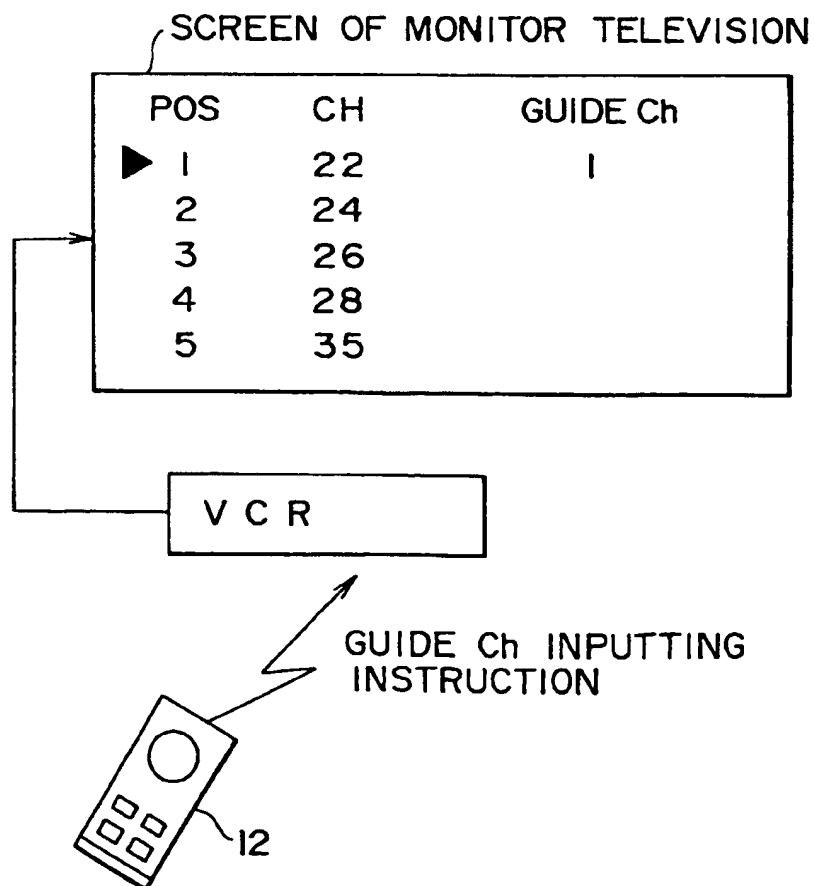 SCREEN OF MONITOR TELEVISION
POS CH GUIDE Ch
1 22 1
2 24
3 26
4 28
5 35
VCR
GUIDE Ch INPUTTING
INSTRUCTION
12